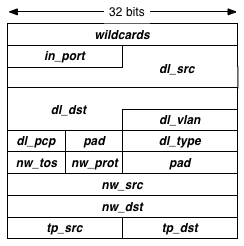 32 bits
wildcards
in_port
dl_src
dl_dst
dl_vlan
dl_pcp pad dl_type
nw_tos nw_prot pad
nw_src
nw_dst
tp_src tp_dst